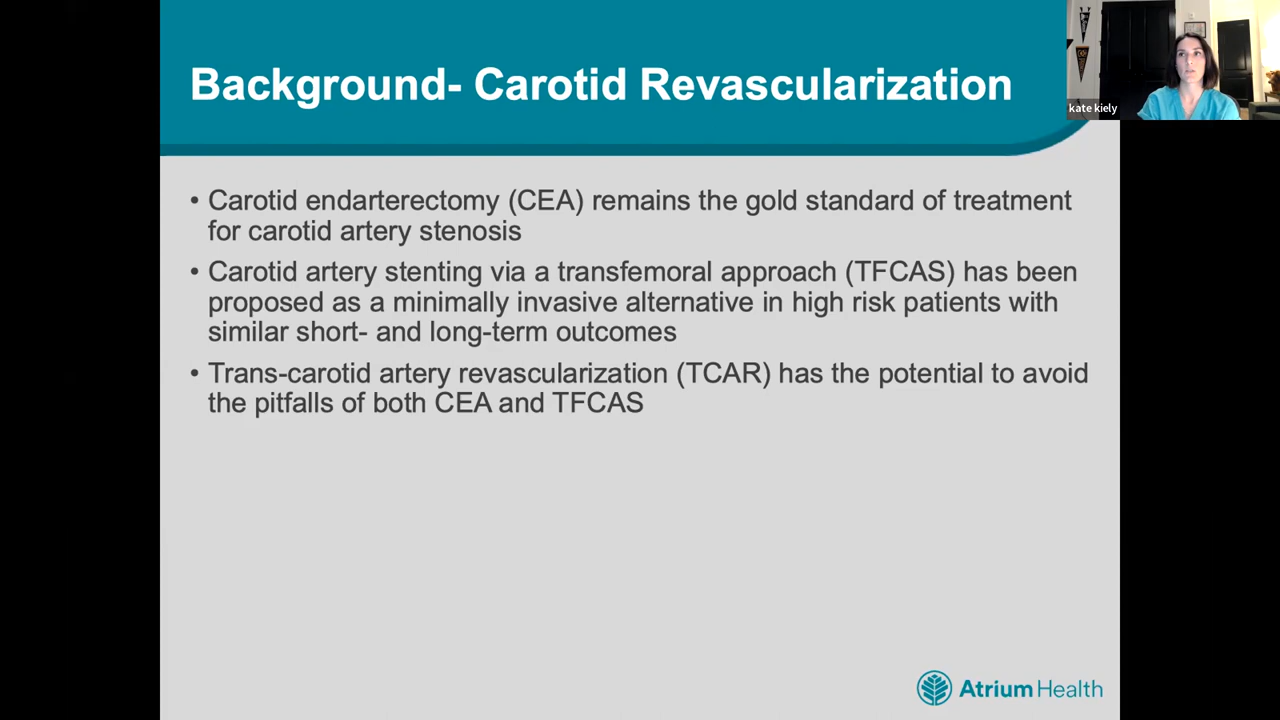 Background- Carotid Revascularization
kate kiely
• Carotid endarterectomy (CEA) remains the gold standard of treatment
for carotid artery stenosis
• Carotid artery stenting via a transfemoral approach (TFCAS) has been
proposed as a minimally invasive alternative in high risk patients with
similar short- and long-term outcomes
• Trans-carotid artery revascularization (TCAR) has the potential to avoid
the pitfalls of both CEA and TFCAS
Atrium Health